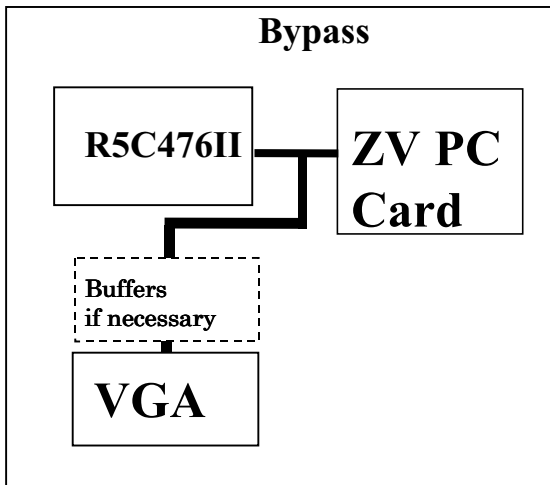 Bypass
R5C476II
ZV PC
Card
Buffers
if necessary
VGA